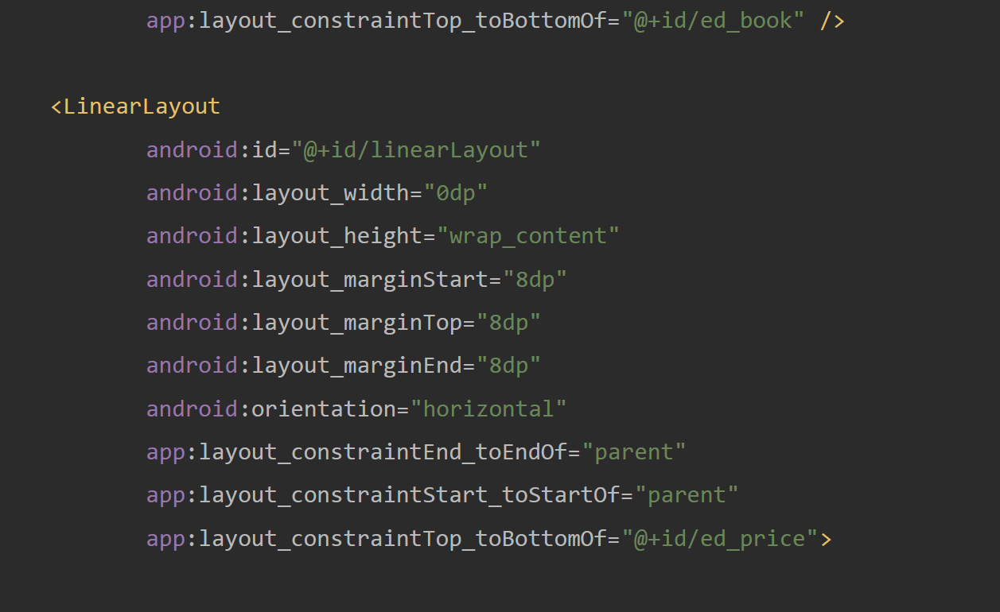 app:layout_constraintTop_toBottomOf="@+id/ed_book" />
<LinearLayout
android:id="@+id/linearLayout"
android:layout_width="0dp"
android:layout_height="wrap_content"
android:layout_marginStart="8dp"
android:layout_marginTop="8dp"
android:layout_marginEnd="8dp"
android:orientation="horizontal"
app:layout_constraintEnd_toEndOf="parent"
app:layout_constraintStart_toStartOf="parent"
app:layout_constraintTop_toBottomOf="@+id/ed_price">